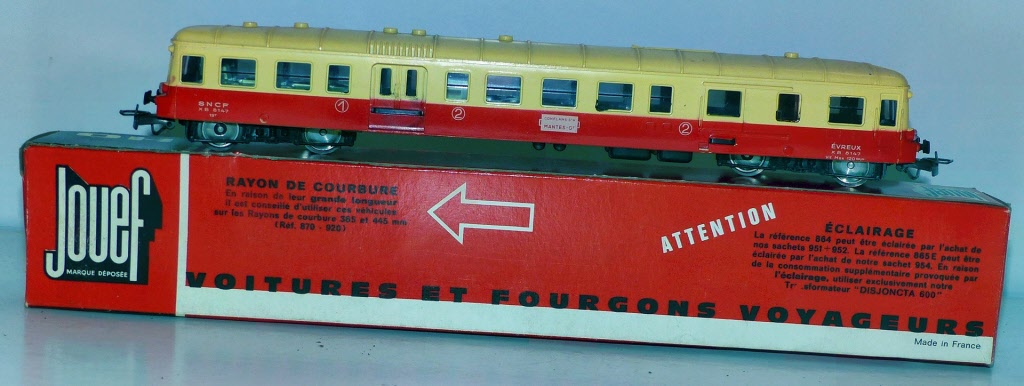 SNCF
①
②
②
MANTES-
ÉVREUX
Jouef
MARQUE DÉPOSÉE
RAYON DE COURBURE
En raison de leur grande longueur
il est conseillé d'utiliser ces véhicules
sur les Rayons de courbure 385 et 445 mm
(Réf. 870 - 920)
ATTENTION
ÉCLAIRAGE
La référence 864 peut être éclairée par l'achat de
nos sachets 951 + 952. La référence 865 E peut être
éclairée par l'achat de notre sachet 954. En raison
de la consommation supplémentaire provoquée par
l'éclairage, utiliser exclusivement notre
Tr sformateur "DISJONCTA 600"
VOITURES ET FOURGONS VOYAGEURS
Made in France